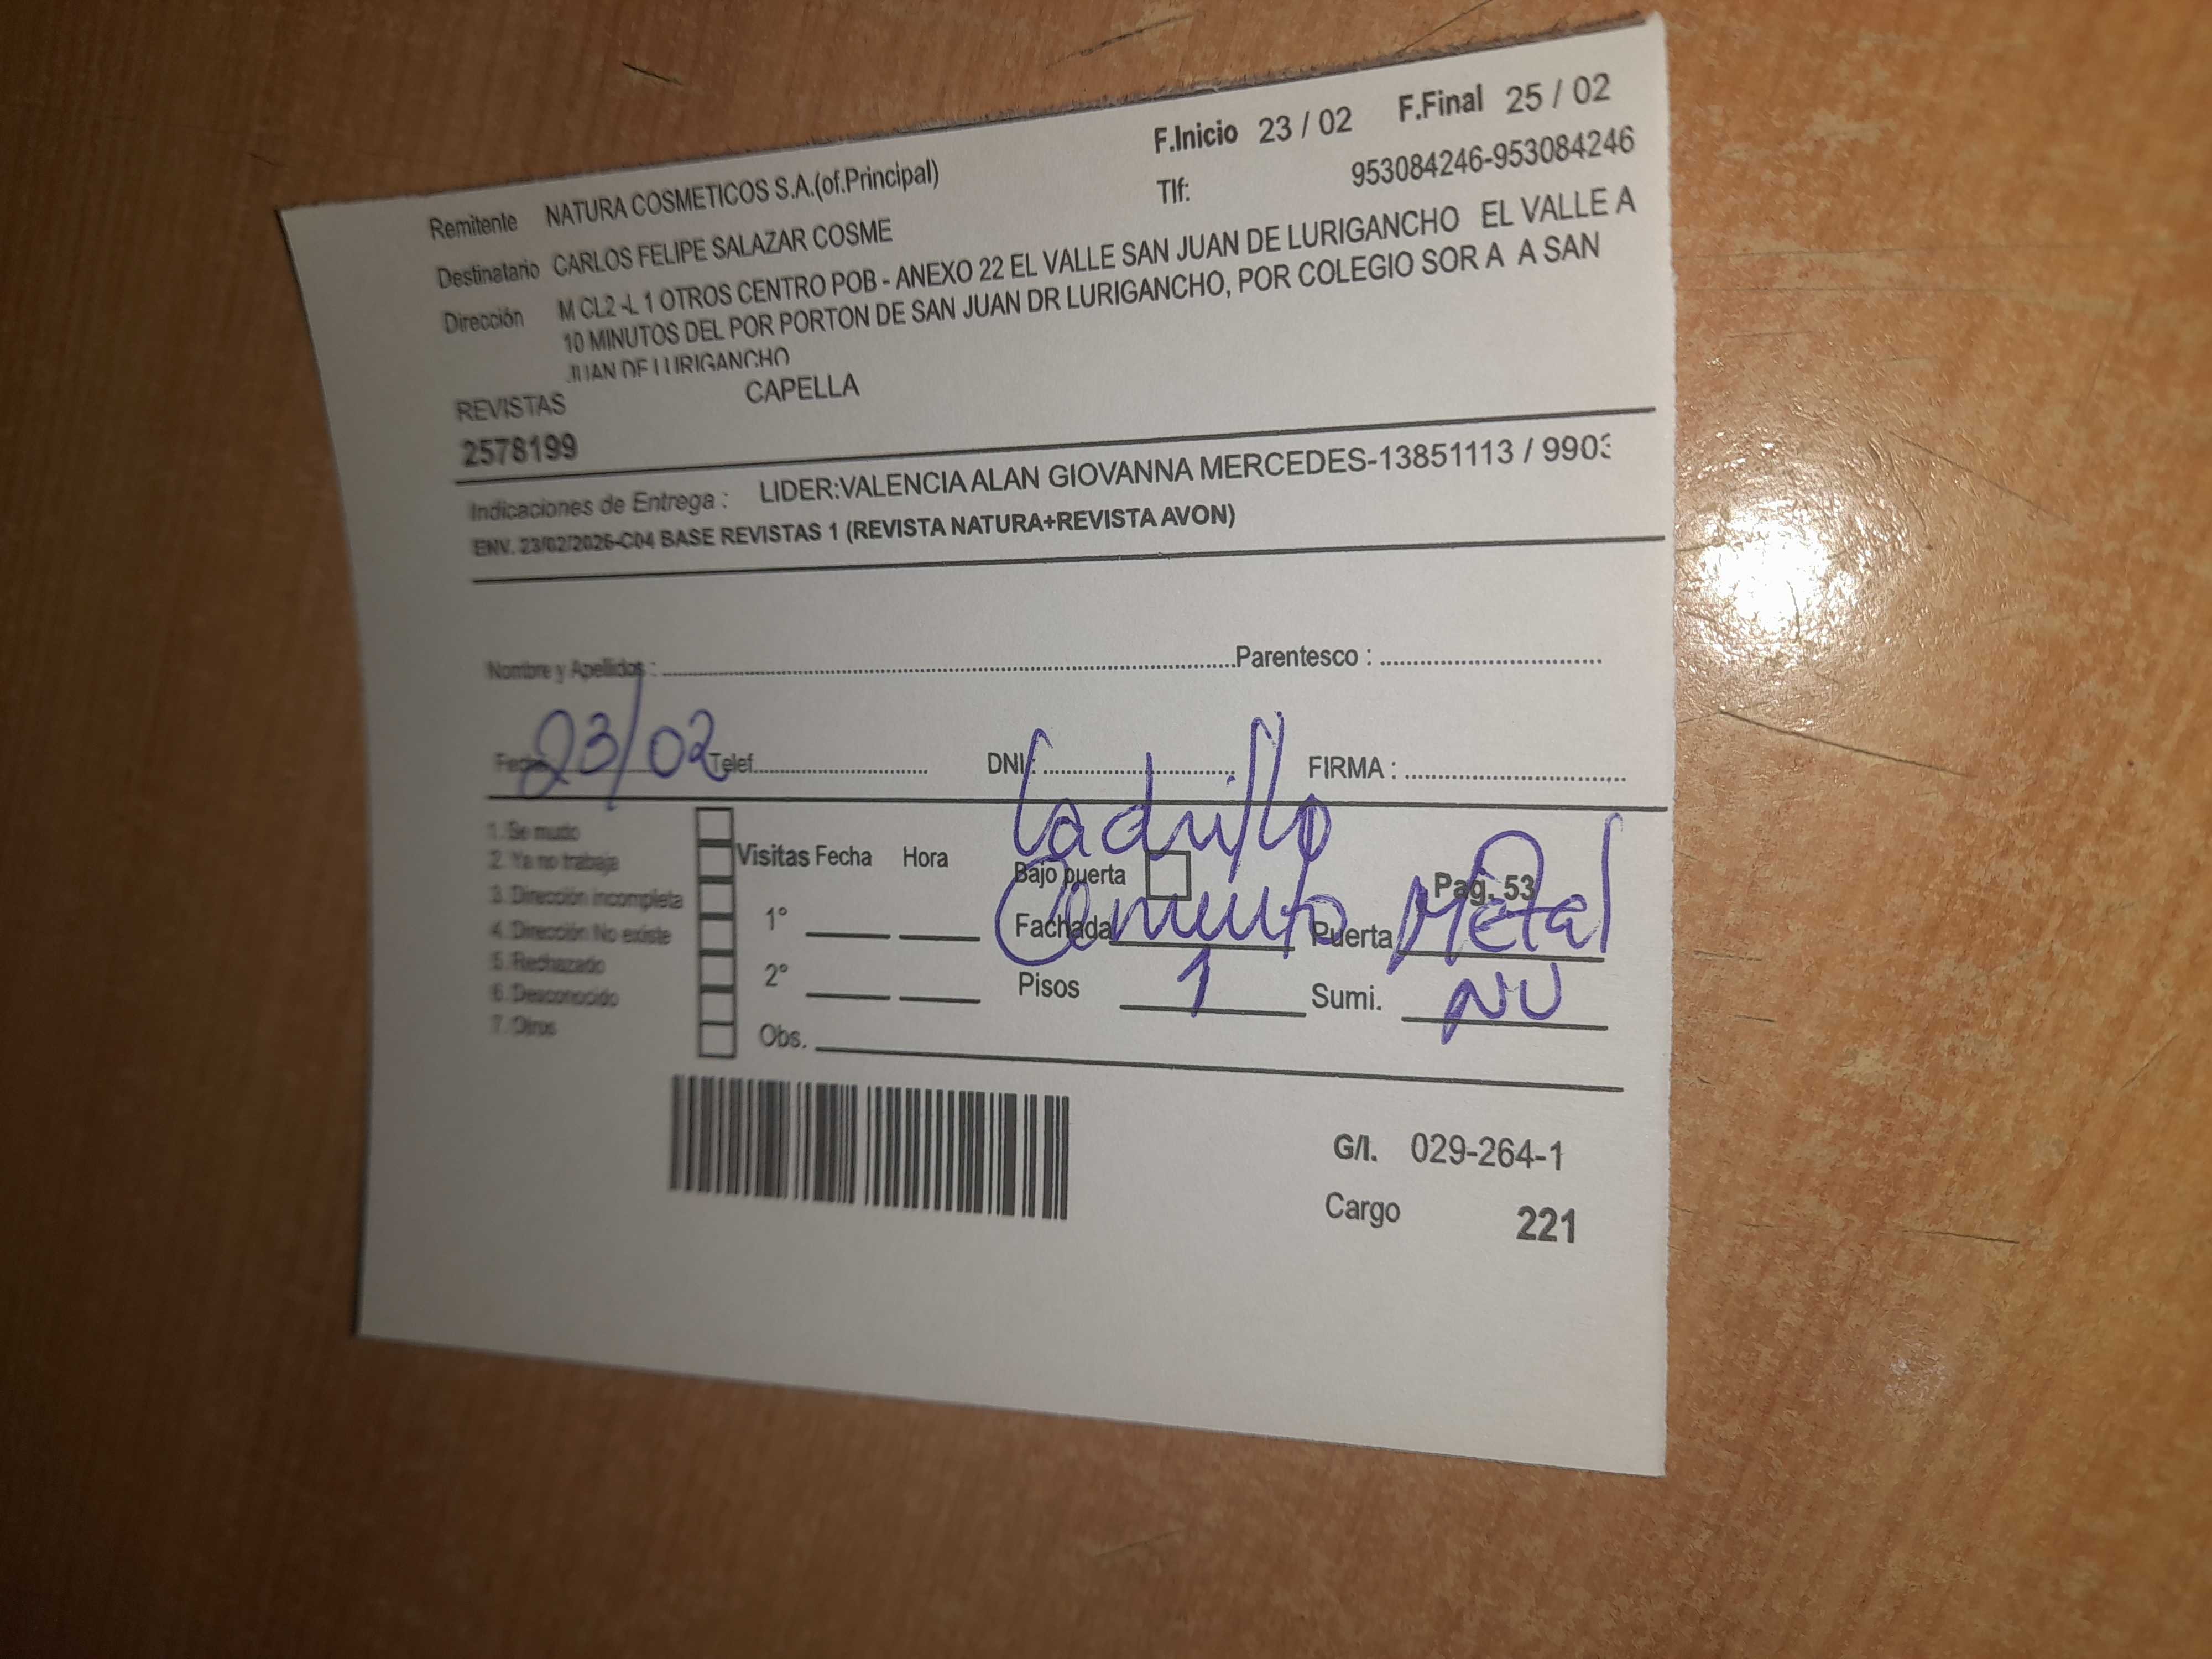 F.Inicio 23 / 02 F.Final 25 / 02
Remitente NATURA COSMETICOS S.A.(of.Principal) Tlf: 953084246-953084246
Destinatario CARLOS FELIPE SALAZAR COSME
Dirección M CL2 -L 1 OTROS CENTRO POB - ANEXO 22 EL VALLE SAN JUAN DE LURIGANCHO EL VALLE A
10 MINUTOS DEL POR PORTON DE SAN JUAN DR LURIGANCHO, POR COLEGIO SOR A A SAN
JUAN DE LURIGANCHO
REVISTAS CAPELLA
2578199
Indicaciones de Entrega : LIDER:VALENCIA ALAN GIOVANNA MERCEDES-13851113 / 9903
ENV. 23/02/2026-C04 BASE REVISTAS 1 (REVISTA NATURA+REVISTA AVON)
Nombre y Apellidos : Parentesco :
Fecha 23/02 Telef. DNI : FIRMA :
ladrillo
1. Se mudo
2. Ya no trabaja
3. Dirección incompleta
4. Dirección No existe
5. Rechazado
6. Desconocido
7. Otros
Visitas Fecha Hora
1°
2°
Obs.
Bajo puerta Pag. 53
Fachada Cemento Puerta Metal
Pisos 1 Sumi. NU
G/I. 029-264-1
Cargo 221